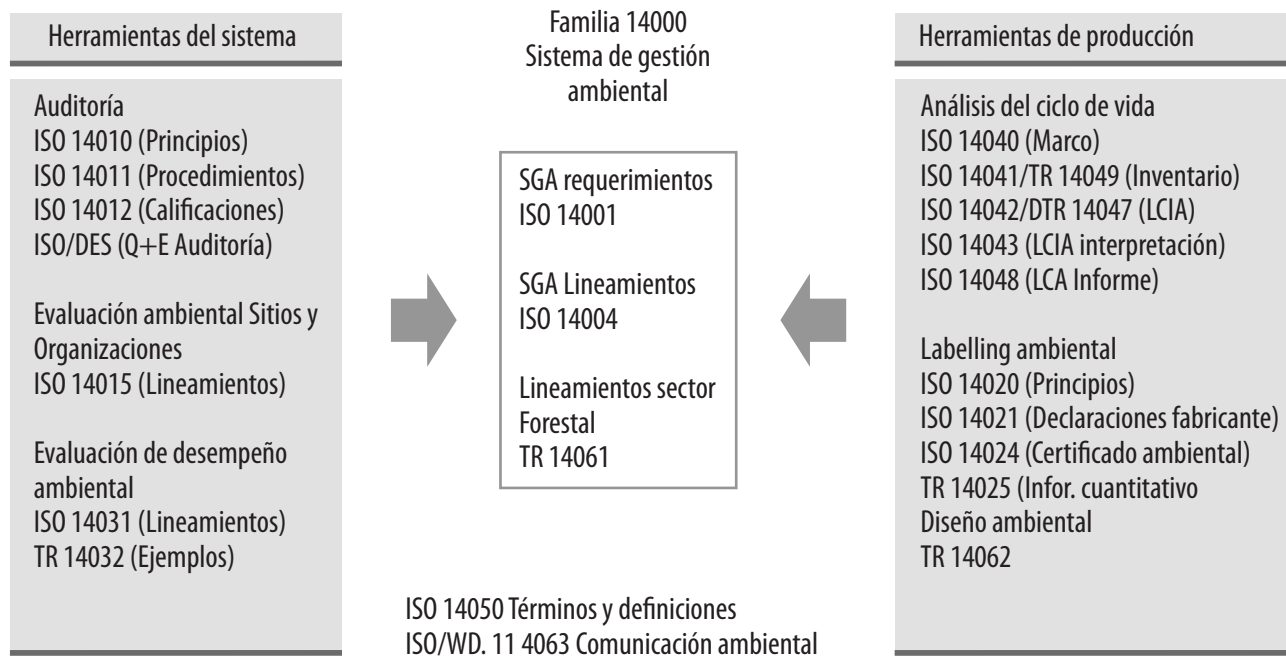 Herramientas del sistema
Auditoría
ISO 14010 (Principios)
ISO 14011 (Procedimientos)
ISO 14012 (Calificaciones)
ISO/DES (Q+E Auditoría)
Evaluación ambiental Sitios y
Organizaciones
ISO 14015 (Lineamientos)
Evaluación de desempeño
ambiental
ISO 14031 (Lineamientos)
TR 14032 (Ejemplos)
Familia 14000
Sistema de gestión
ambiental
SGA requerimientos
ISO 14001
SGA Lineamientos
ISO 14004
Lineamientos sector
Forestal
TR 14061
ISO 14050 Términos y definiciones
ISO/WD. 11 4063 Comunicación ambiental
Herramientas de producción
Análisis del ciclo de vida
ISO 14040 (Marco)
ISO 14041/TR 14049 (Inventario)
ISO 14042/DTR 14047 (LCIA)
ISO 14043 (LCIA interpretación)
ISO 14048 (LCA Informe)
Labelling ambiental
ISO 14020 (Principios)
ISO 14021 (Declaraciones fabricante)
ISO 14024 (Certificado ambiental)
TR 14025 (Infor. cuantitativo
Diseño ambiental
TR 14062